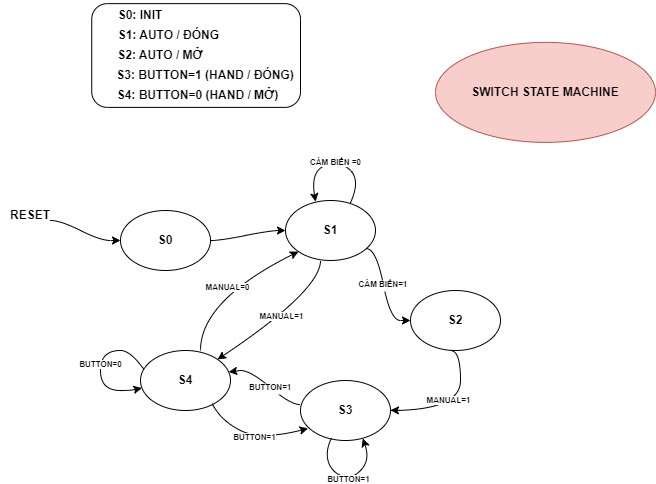 S0: INIT
S1: AUTO / ĐÓNG
S2: AUTO / MỞ
S3: BUTTON=1 (HAND / ĐÓNG)
S4: BUTTON=0 (HAND / MỞ)
SWITCH STATE MACHINE
CẢM BIẾN =0
RESET
S0
S1
MANUAL=0
CẢM BIẾN=1
MANUAL=1
S2
BUTTON=0
S4
BUTTON=1
MANUAL=1
S3
BUTTON=1
BUTTON=1